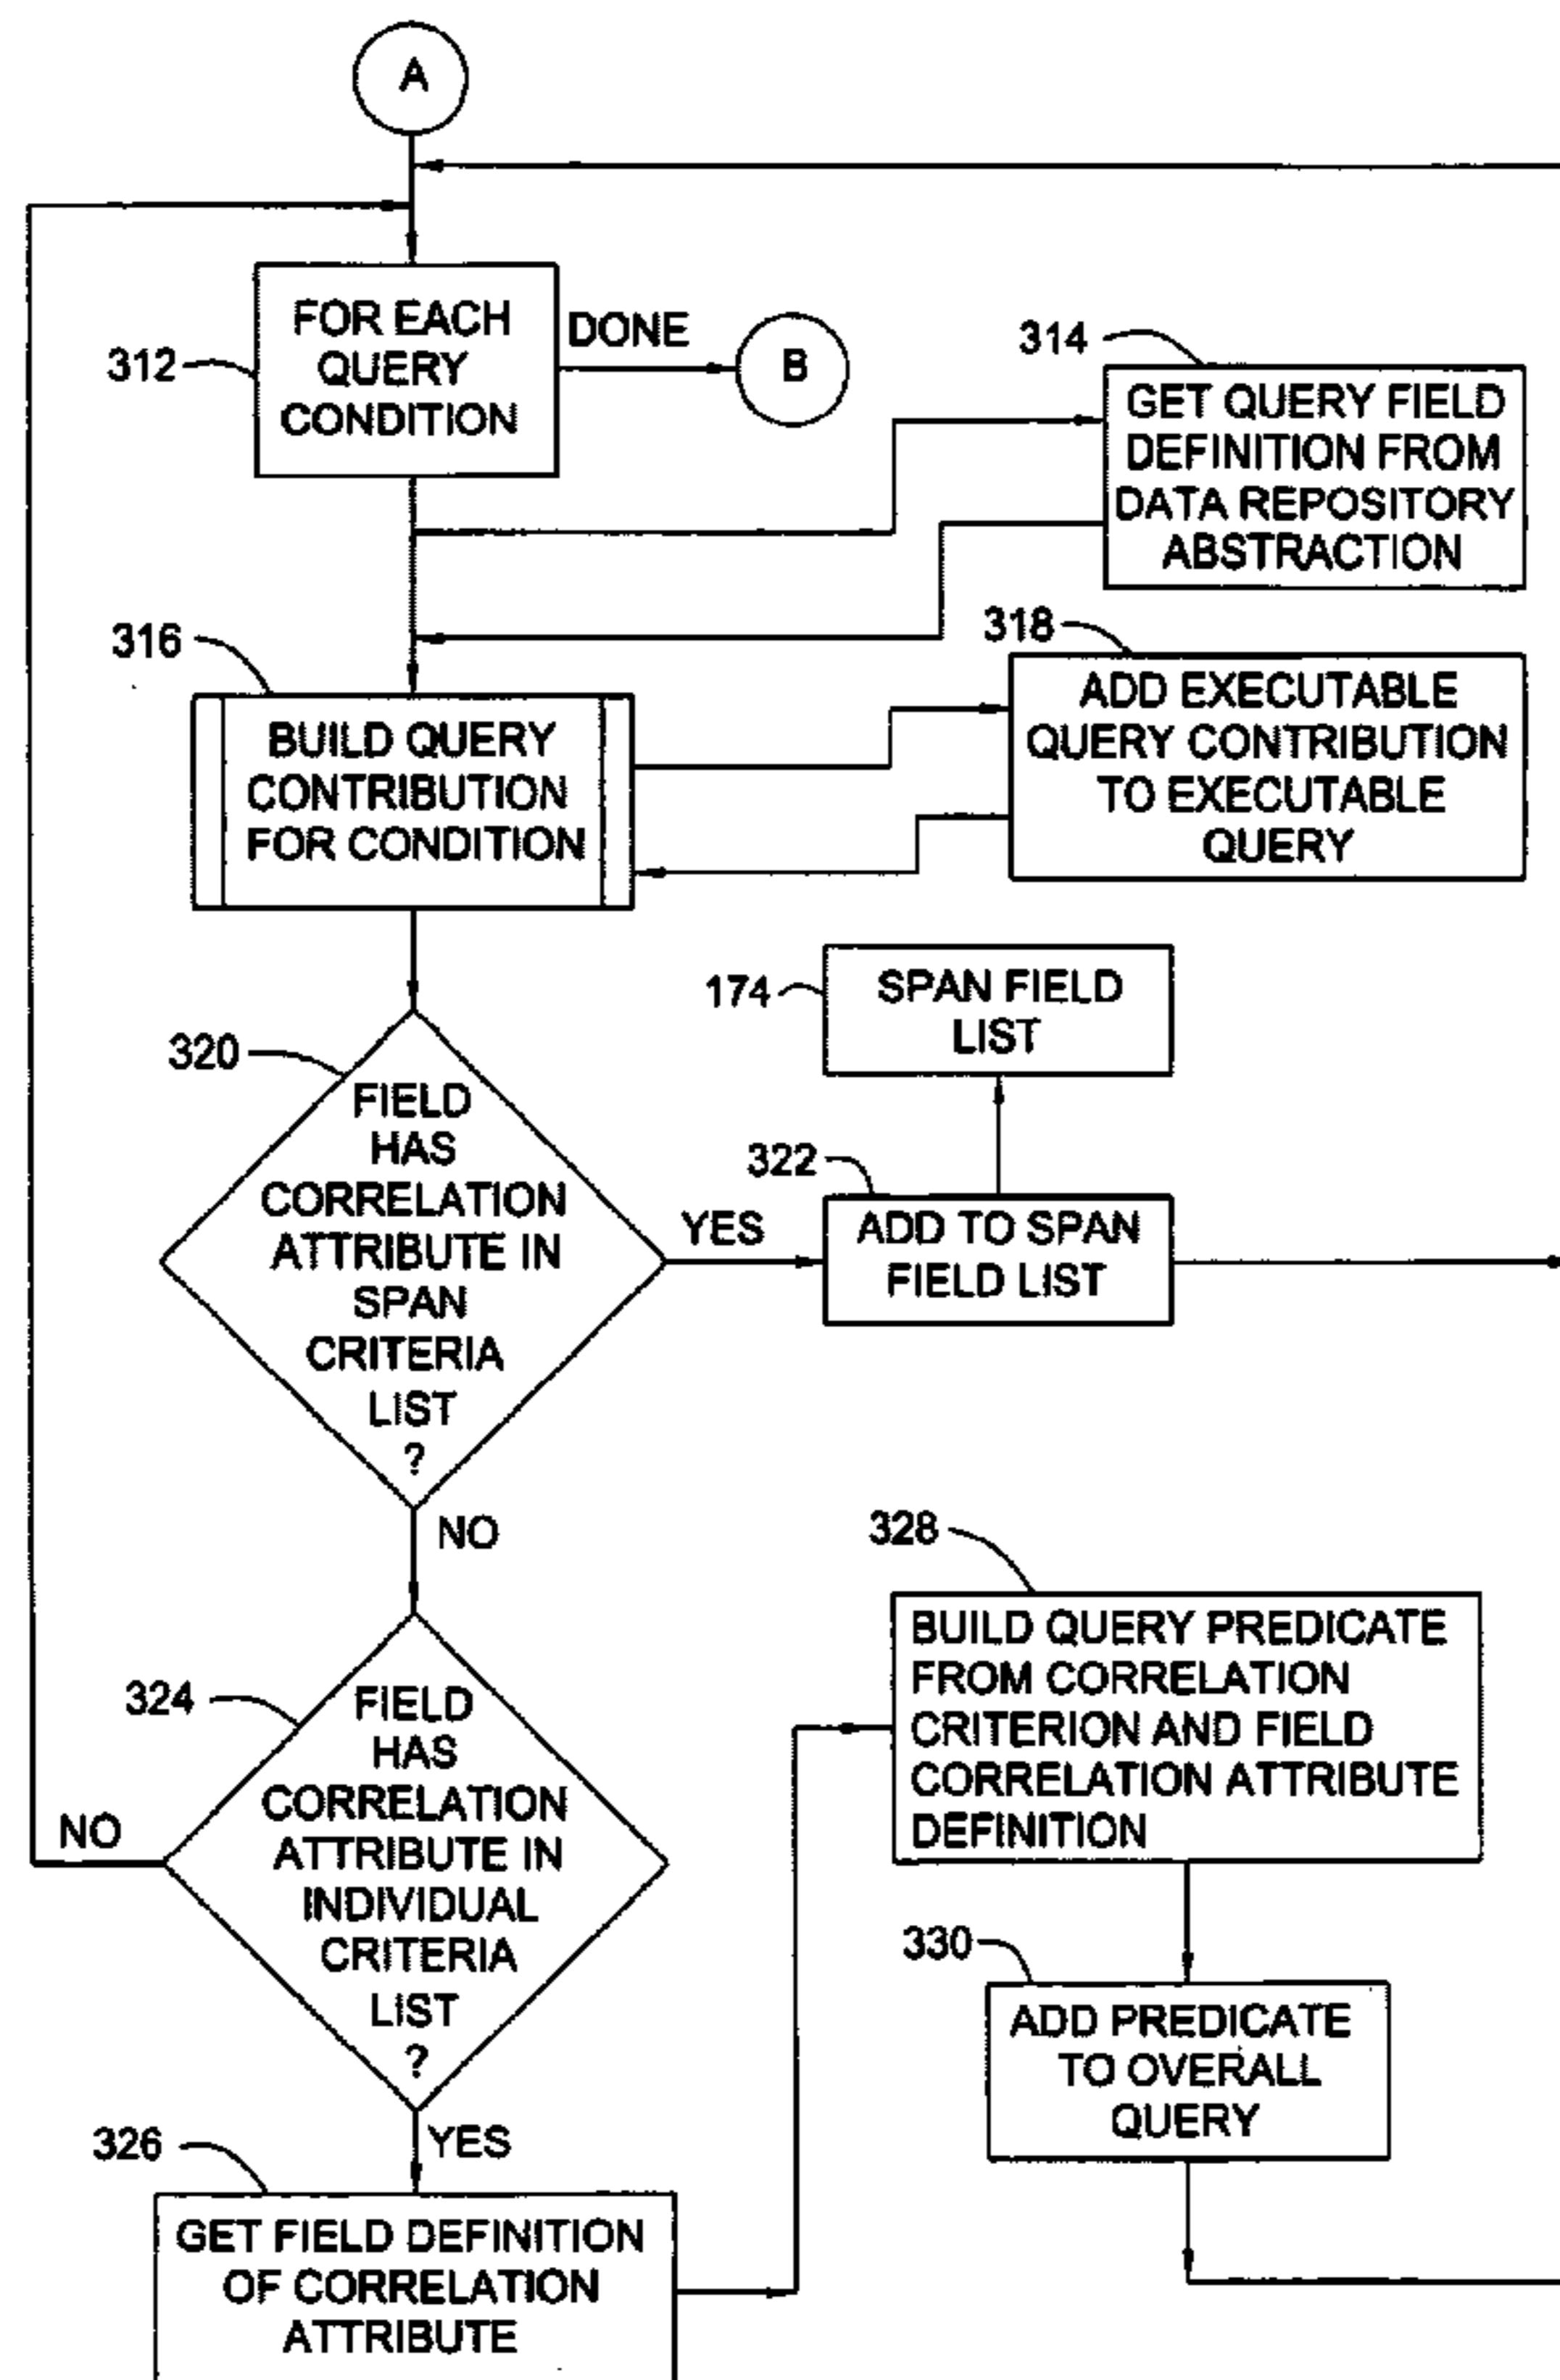 A
312
FOR EACH
QUERY
CONDITION
DONE
B
314
GET QUERY FIELD
DEFINITION FROM
DATA REPOSITORY
ABSTRACTION
316
BUILD QUERY
CONTRIBUTION
FOR CONDITION
318
ADD EXECUTABLE
QUERY CONTRIBUTION
TO EXECUTABLE
QUERY
174
SPAN FIELD
LIST
320
FIELD
HAS
CORRELATION
ATTRIBUTE IN
SPAN
CRITERIA
LIST
?
YES
322
ADD TO SPAN
FIELD LIST
NO
324
FIELD
HAS
CORRELATION
ATTRIBUTE IN
INDIVIDUAL
CRITERIA
LIST
?
NO
YES
326
GET FIELD DEFINITION
OF CORRELATION
ATTRIBUTE
328
BUILD QUERY PREDICATE
FROM CORRELATION
CRITERION AND FIELD
CORRELATION ATTRIBUTE
DEFINITION
330
ADD PREDICATE
TO OVERALL
QUERY